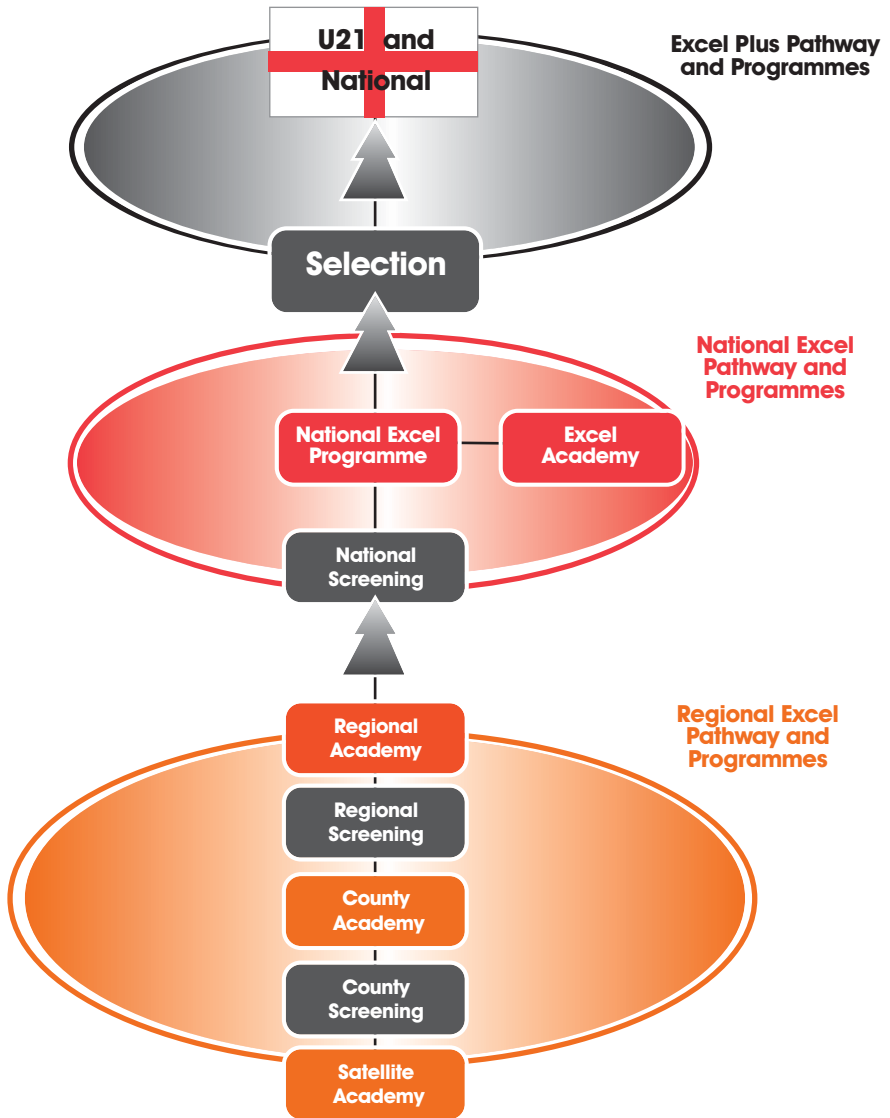 U21 and
National
Excel Plus Pathway
and Programmes
Selection
National Excel
Pathway and
Programmes
National Excel
Programme
Excel
Academy
National
Screening
Regional Excel
Pathway and
Programmes
Regional
Academy
Regional
Screening
County
Academy
County
Screening
Satellite
Academy